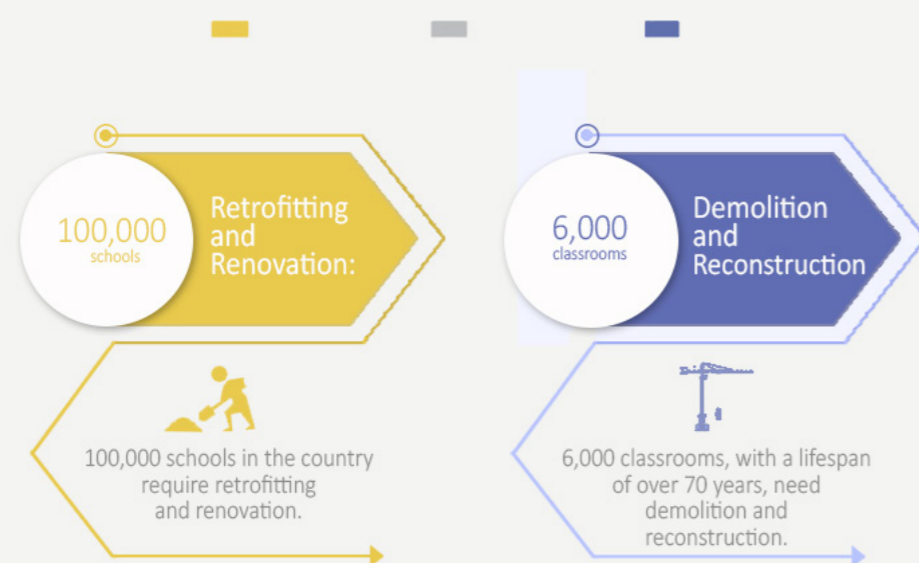 100,000
schools
Retrofitting
and
Renovation:
100,000 schools in the country
require retrofitting
and renovation.
6,000
classrooms
Demolition
and
Reconstruction
6,000 classrooms, with a lifespan
of over 70 years, need
demolition and
reconstruction.